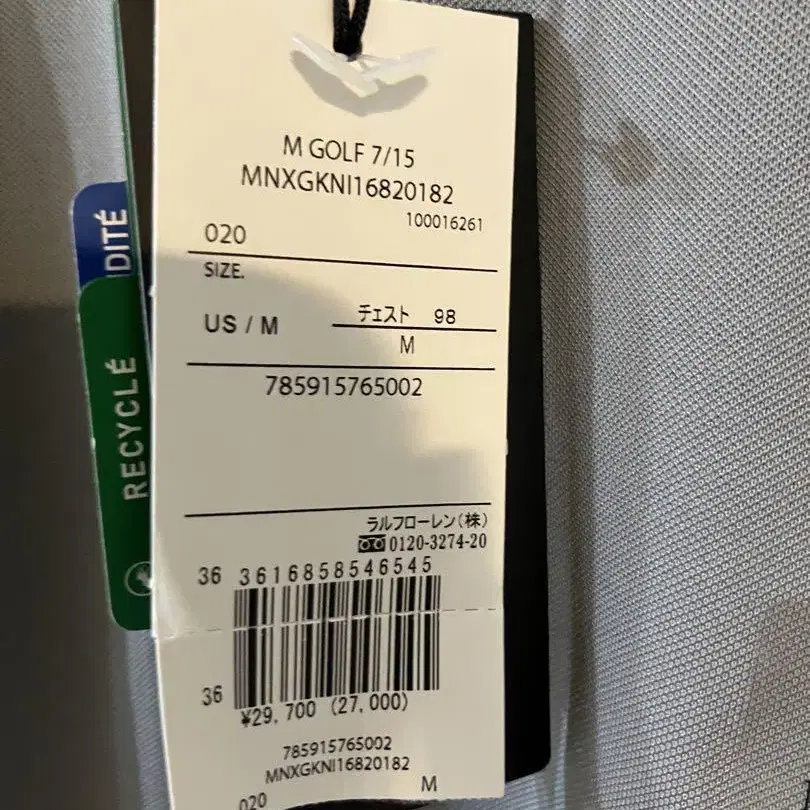 M GOLF 7/15
MNXGKNI16820182
100016261
020
SIZE.
US / M
チェスト 98
M
785915765002
ラルフローレン(株)
0120-3274-20
36 3616858546545
36
¥29,700 (27,000)
785915765002
MNXGKNI16820182
020
M
DITÉ
RECYCLÉ